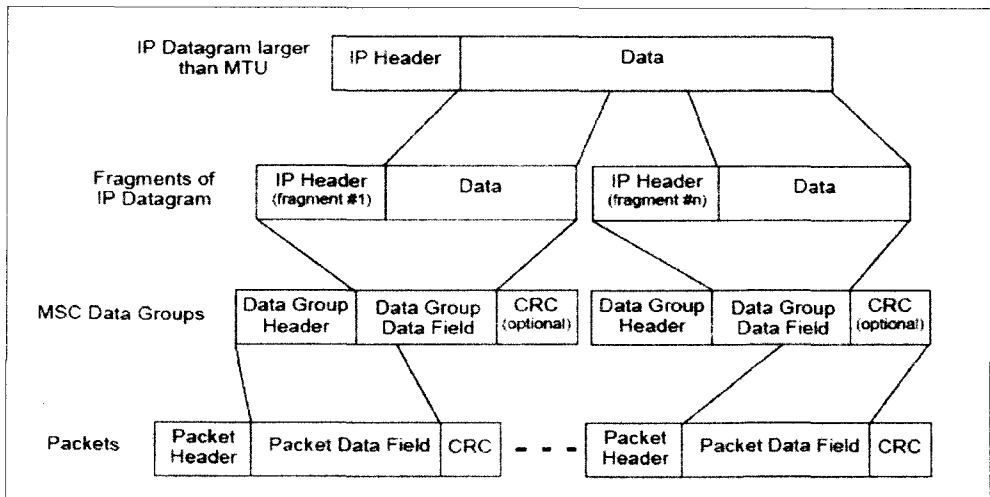 IP Datagram larger
than MTU
IP Header
Data
Fragments of
IP Datagram
IP Header
(fragment #1)
Data
IP Header
(fragment #n)
Data
MSC Data Groups
Data Group
Header
Data Group
Data Field
CRC
(optional)
Data Group
Header
Data Group
Data Field
CRC
(optional)
Packets
Packet
Header
Packet Data Field
CRC
Packet
Header
Packet Data Field
CRC